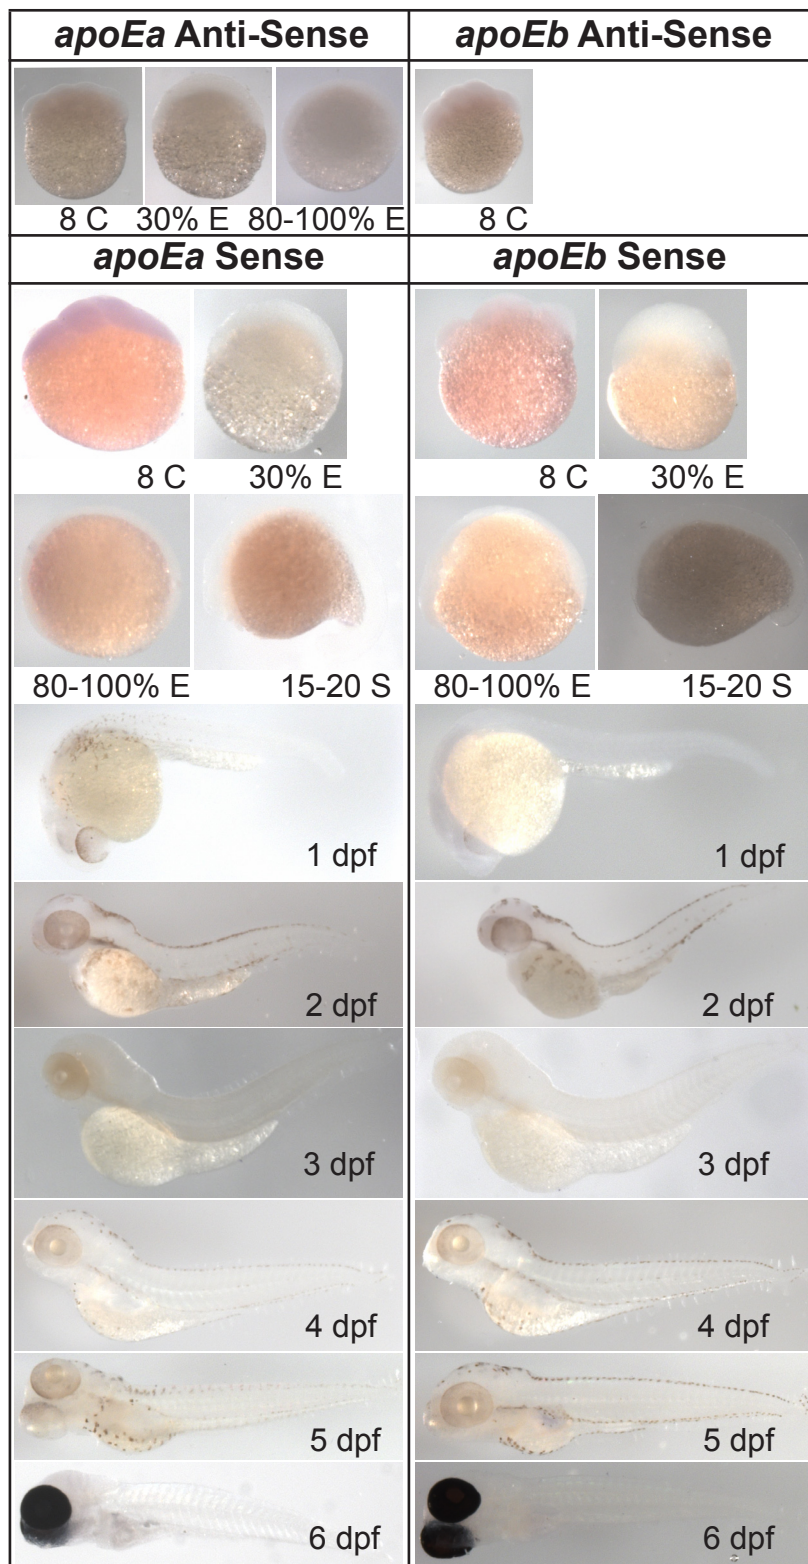 apoEa Anti-Sense
apoEb Anti-Sense
8 C 30% E 80-100% E
8 C
apoEa Sense
apoEb Sense
8 C 30% E
8 C 30% E
80-100% E 15-20 S
80-100% E 15-20 S
1 dpf
1 dpf
2 dpf
2 dpf
3 dpf
3 dpf
4 dpf
4 dpf
5 dpf
5 dpf
6 dpf
6 dpf